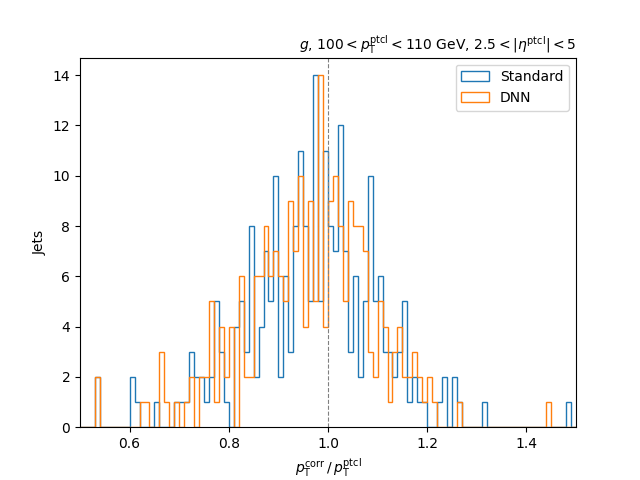 g, 100 < p_T^ptcl < 110 GeV, 2.5 < |η^ptcl| < 5
Standard
DNN
14
12
10
8
6
4
2
0
Jets
0.6 0.8 1.0 1.2 1.4
p_T^corr / p_T^ptcl